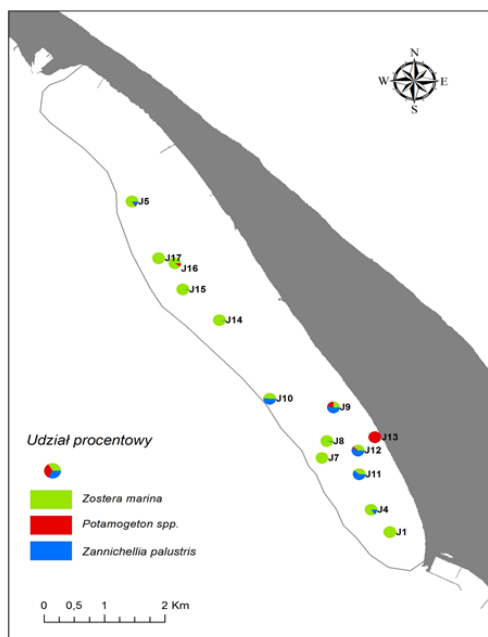 N
W E
S
J5
J17
J16
J15
J14
J10
J9
J13
J8
J12
J7
J11
J4
J1
Udział procentowy
Zostera marina
Potamogeton spp.
Zannichellia palustris
0 0,5 1 2 Km